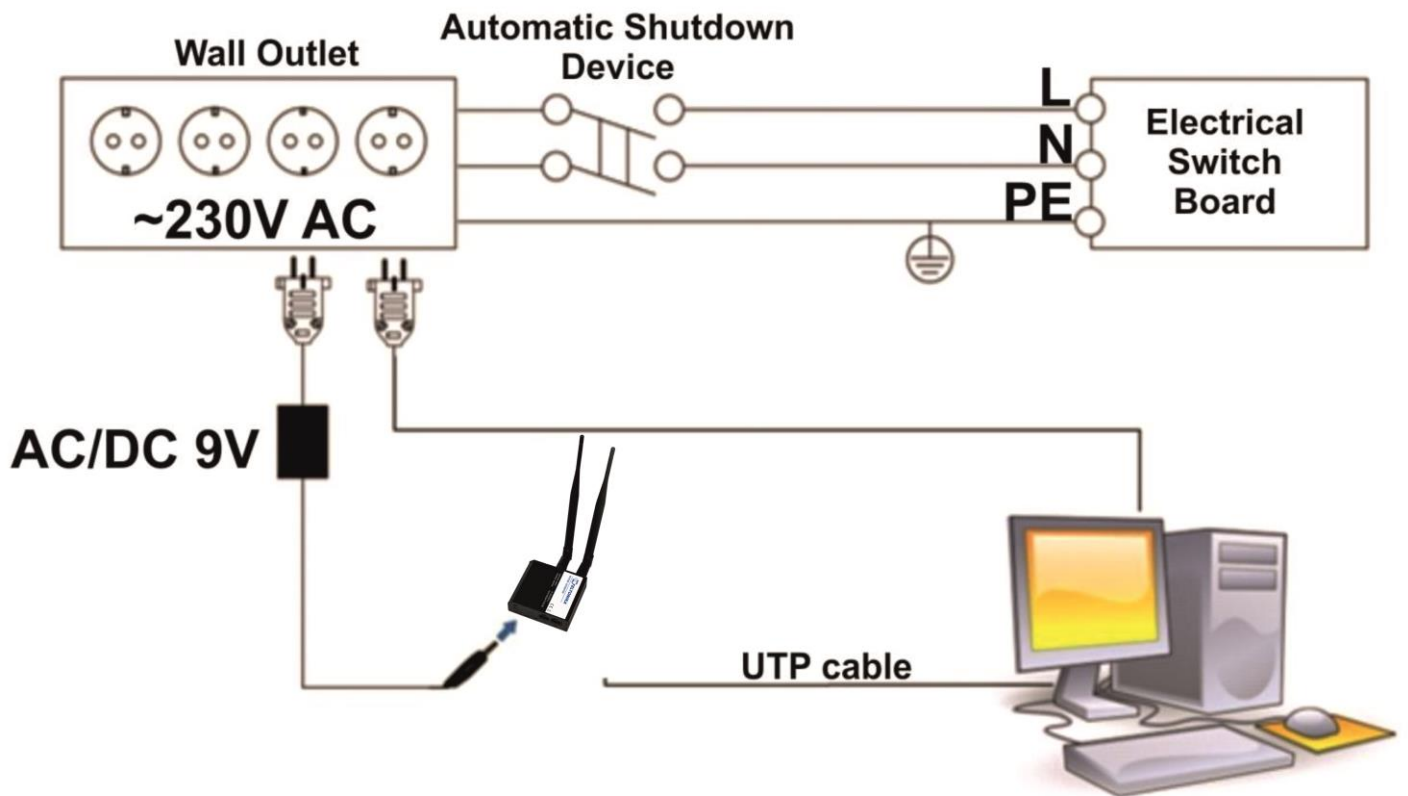 Automatic Shutdown
Device
Wall Outlet
~230V AC
L
N
PE
Electrical
Switch
Board
AC/DC 9V
UTP cable